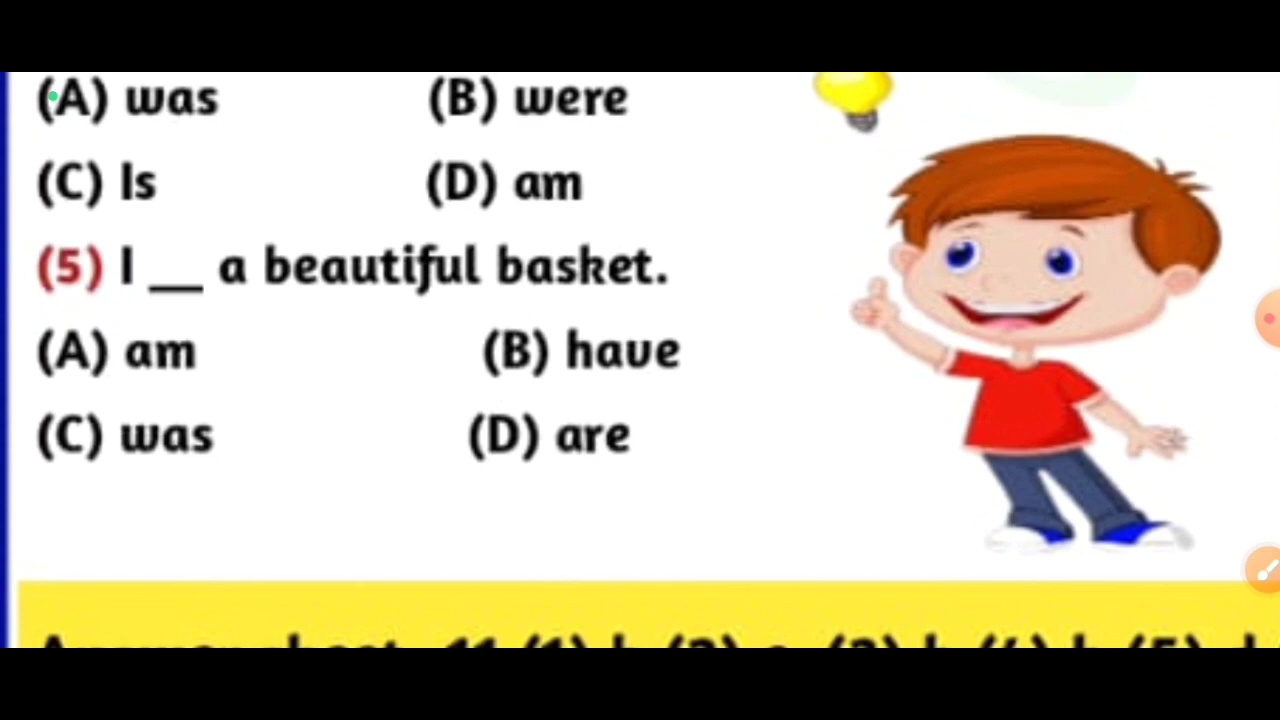 (A) was (B) were
(C) Is (D) am
(5) I __ a beautiful basket.
(A) am (B) have
(C) was (D) are